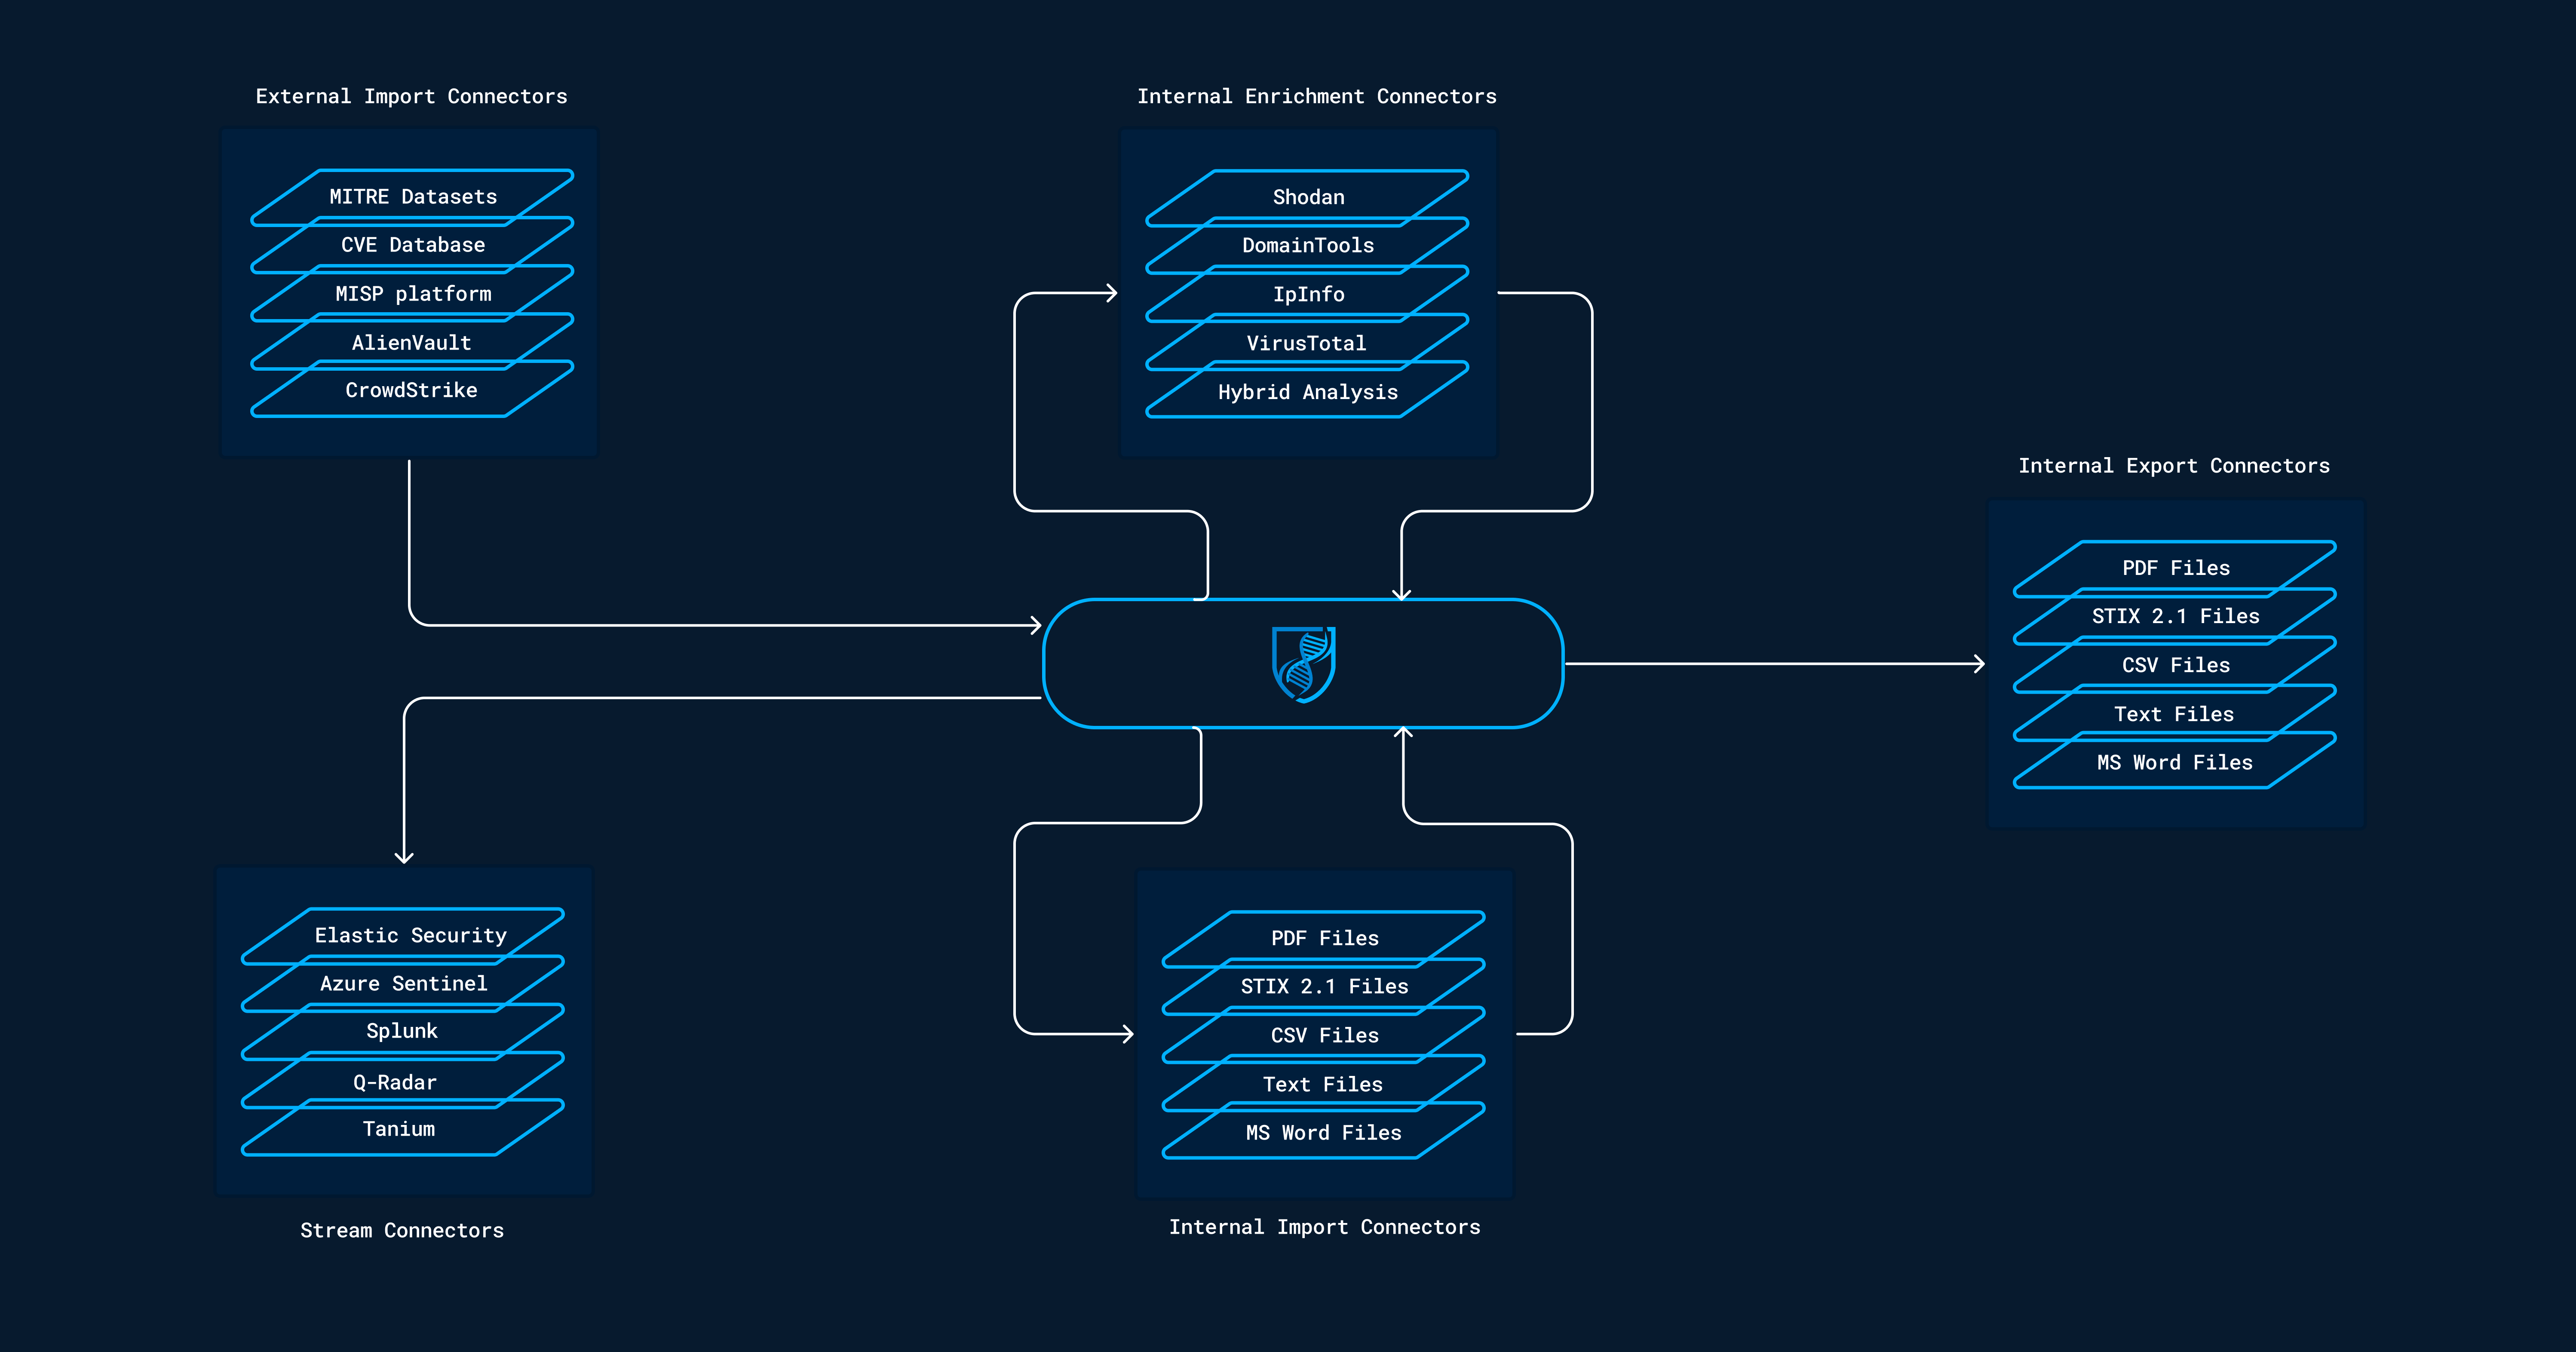 External Import Connectors
MITRE Datasets
CVE Database
MISP platform
AlienVault
CrowdStrike
Internal Enrichment Connectors
Shodan
DomainTools
IpInfo
VirusTotal
Hybrid Analysis
Internal Export Connectors
PDF Files
STIX 2.1 Files
CSV Files
Text Files
MS Word Files
Elastic Security
Azure Sentinel
Splunk
Q-Radar
Tanium
Stream Connectors
PDF Files
STIX 2.1 Files
CSV Files
Text Files
MS Word Files
Internal Import Connectors